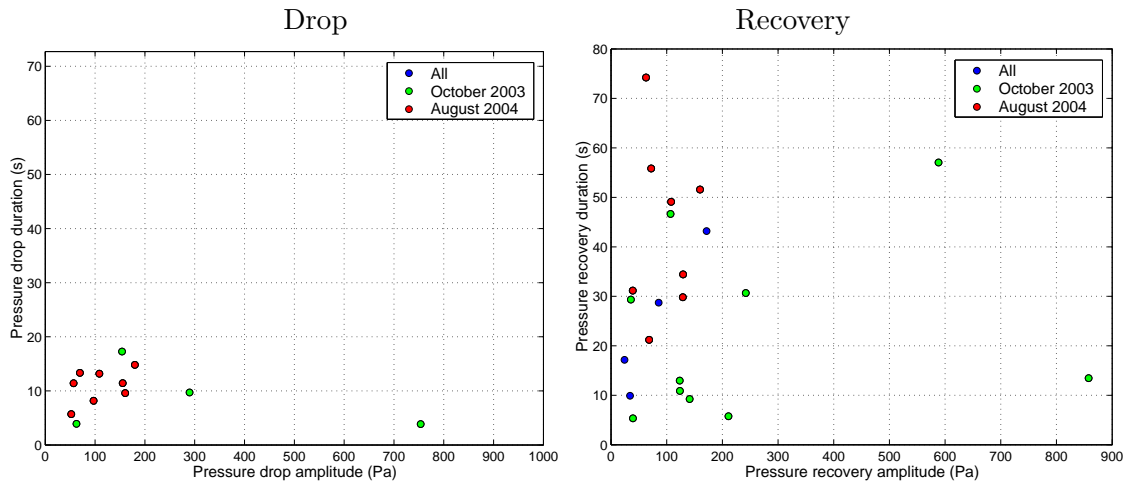 Drop
Recovery
70
60
50
40
30
20
10
0
Pressure drop duration (s)
All
October 2003
August 2004
0 100 200 300 400 500 600 700 800 900 1000
Pressure drop amplitude (Pa)
80
70
60
50
40
30
20
10
0
Pressure recovery duration (s)
All
October 2003
August 2004
0 100 200 300 400 500 600 700 800 900
Pressure recovery amplitude (Pa)